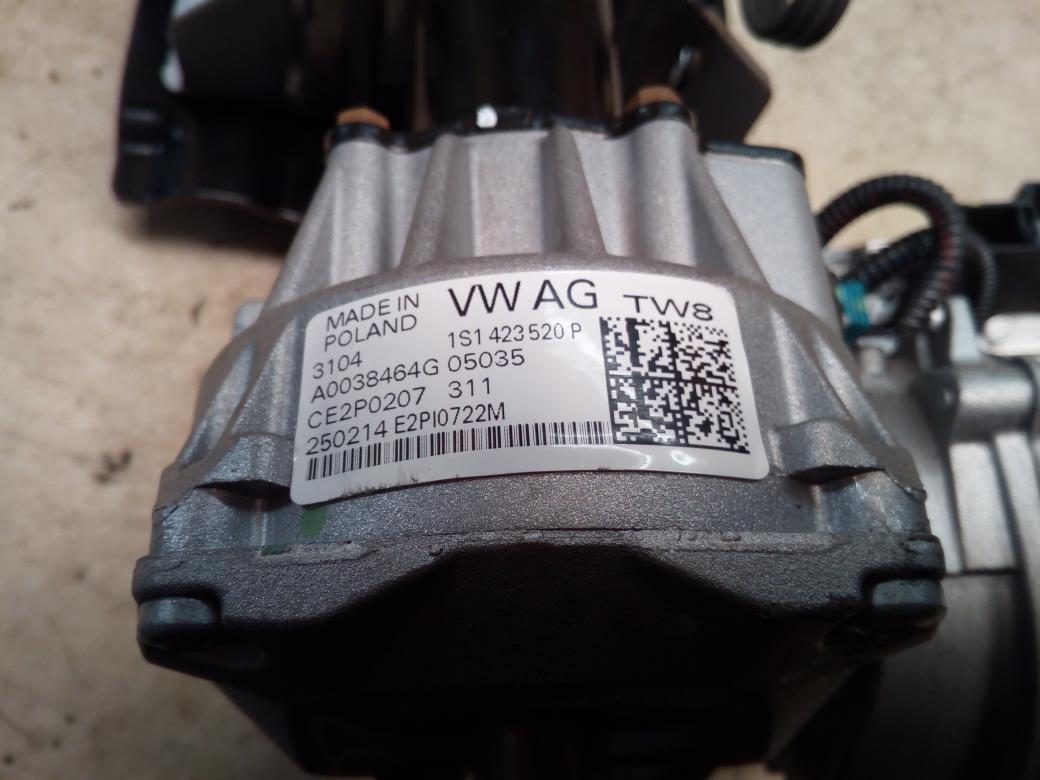 MADE IN POLAND VW AG TW8
3104 1S1 423 520 P
A0038464G 05035
CE2P0207 311
250214 E2PI0722M